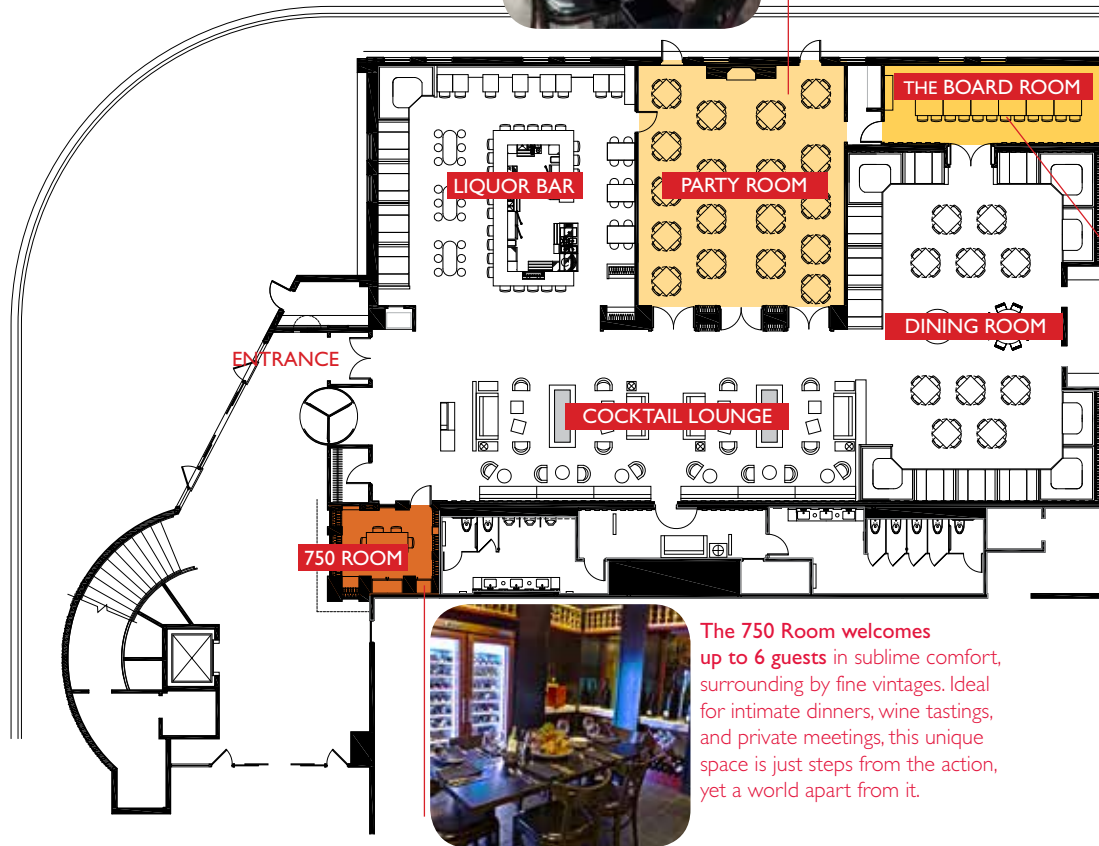 THE BOARD ROOM
LIQUOR BAR
PARTY ROOM
DINING ROOM
ENTRANCE
COCKTAIL LOUNGE
750 ROOM
The 750 Room welcomes
up to 6 guests in sublime comfort,
surrounding by fine vintages. Ideal
for intimate dinners, wine tastings,
and private meetings, this unique
space is just steps from the action,
yet a world apart from it.